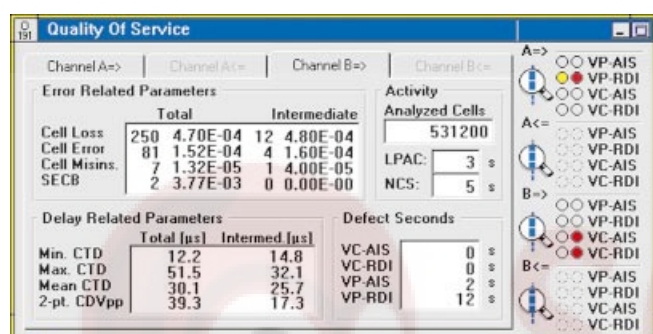 O 191 Quality Of Service
Channel A=> Channel A<= Channel B=> Channel B<=
Error Related Parameters
Total Intermediate
Cell Loss 250 4.70E-04 12 4.80E-04
Cell Error 81 1.52E-04 4 1.60E-04
Cell Misins. 7 1.32E-05 1 4.00E-05
SECB 2 3.77E-03 0 0.00E-00
Activity
Analyzed Cells
531200
LPAC: 3 s
NCS: 5 s
Delay Related Parameters
Total [µs] Intermed.[µs]
Min. CTD 12.2 14.8
Max. CTD 51.5 32.1
Mean CTD 30.1 25.7
2-pt. CDVpp 39.3 17.3
Defect Seconds
VC-AIS 0 s
VC-RDI 0 s
VP-AIS 2 s
VP-RDI 12 s
A=>
VP-AIS
VP-RDI
VC-AIS
VC-RDI
A<=
VP-AIS
VP-RDI
VC-AIS
VC-RDI
B=>
VP-AIS
VP-RDI
VC-AIS
VC-RDI
B<=
VP-AIS
VP-RDI
VC-AIS
VC-RDI